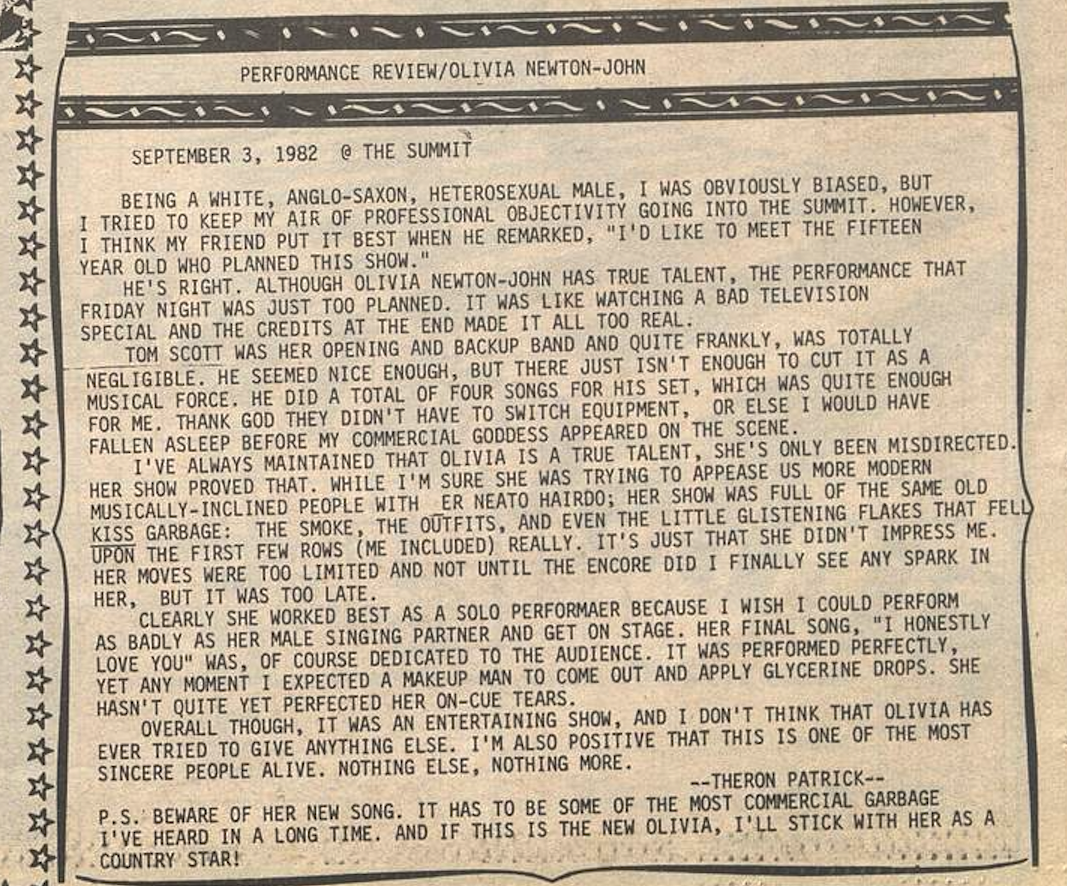 PERFORMANCE REVIEW/OLIVIA NEWTON-JOHN
SEPTEMBER 3, 1982 @ THE SUMMIT
BEING A WHITE, ANGLO-SAXON, HETEROSEXUAL MALE, I WAS OBVIOUSLY BIASED, BUT
I TRIED TO KEEP MY AIR OF PROFESSIONAL OBJECTIVITY GOING INTO THE SUMMIT. HOWEVER,
I THINK MY FRIEND PUT IT BEST WHEN HE REMARKED, "I'D LIKE TO MEET THE FIFTEEN
YEAR OLD WHO PLANNED THIS SHOW."
HE'S RIGHT. ALTHOUGH OLIVIA NEWTON-JOHN HAS TRUE TALENT, THE PERFORMANCE THAT
FRIDAY NIGHT WAS JUST TOO PLANNED. IT WAS LIKE WATCHING A BAD TELEVISION
SPECIAL AND THE CREDITS AT THE END MADE IT ALL TOO REAL.
TOM SCOTT WAS HER OPENING AND BACKUP BAND AND QUITE FRANKLY, WAS TOTALLY
NEGLIGIBLE. HE SEEMED NICE ENOUGH, BUT THERE JUST ISN'T ENOUGH TO CUT IT AS A
MUSICAL FORCE. HE DID A TOTAL OF FOUR SONGS FOR HIS SET, WHICH WAS QUITE ENOUGH
FOR ME. THANK GOD THEY DIDN'T HAVE TO SWITCH EQUIPMENT, OR ELSE I WOULD HAVE
FALLEN ASLEEP BEFORE MY COMMERCIAL GODDESS APPEARED ON THE SCENE.
I'VE ALWAYS MAINTAINED THAT OLIVIA IS A TRUE TALENT, SHE'S ONLY BEEN MISDIRECTED.
HER SHOW PROVED THAT. WHILE I'M SURE SHE WAS TRYING TO APPEASE US MORE MODERN
MUSICALLY-INCLINED PEOPLE WITH _ER NEATO HAIRDO; HER SHOW WAS FULL OF THE SAME OLD
KISS GARBAGE: THE SMOKE, THE OUTFITS, AND EVEN THE LITTLE GLISTENING FLAKES THAT FELL
UPON THE FIRST FEW ROWS (ME INCLUDED) REALLY. IT'S JUST THAT SHE DIDN'T IMPRESS ME.
HER MOVES WERE TOO LIMITED AND NOT UNTIL THE ENCORE DID I FINALLY SEE ANY SPARK IN
HER, BUT IT WAS TOO LATE.
CLEARLY SHE WORKED BEST AS A SOLO PERFORMAER BECAUSE I WISH I COULD PERFORM
AS BADLY AS HER MALE SINGING PARTNER AND GET ON STAGE. HER FINAL SONG, "I HONESTLY
LOVE YOU" WAS, OF COURSE DEDICATED TO THE AUDIENCE. IT WAS PERFORMED PERFECTLY,
YET ANY MOMENT I EXPECTED A MAKEUP MAN TO COME OUT AND APPLY GLYCERINE DROPS. SHE
HASN'T QUITE YET PERFECTED HER ON-CUE TEARS.
OVERALL THOUGH, IT WAS AN ENTERTAINING SHOW, AND I DON'T THINK THAT OLIVIA HAS
EVER TRIED TO GIVE ANYTHING ELSE. I'M ALSO POSITIVE THAT THIS IS ONE OF THE MOST
SINCERE PEOPLE ALIVE. NOTHING ELSE, NOTHING MORE.
--THERON PATRICK--
P.S. BEWARE OF HER NEW SONG. IT HAS TO BE SOME OF THE MOST COMMERCIAL GARBAGE
I'VE HEARD IN A LONG TIME. AND IF THIS IS THE NEW OLIVIA, I'LL STICK WITH HER AS A
COUNTRY STAR!